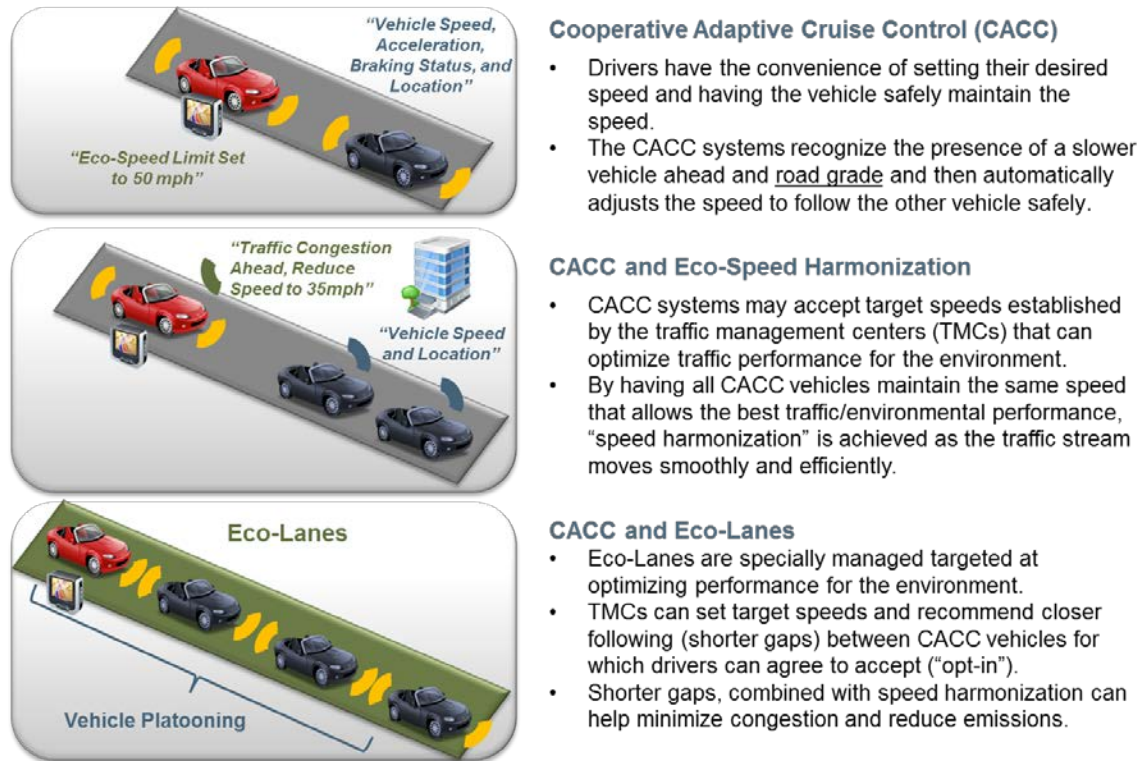 “Vehicle Speed,
Acceleration,
Braking Status, and
Location”
“Eco-Speed Limit Set
to 50 mph”
Cooperative Adaptive Cruise Control (CACC)
• Drivers have the convenience of setting their desired
speed and having the vehicle safely maintain the
speed.
• The CACC systems recognize the presence of a slower
vehicle ahead and road grade and then automatically
adjusts the speed to follow the other vehicle safely.
“Traffic Congestion
Ahead, Reduce
Speed to 35mph”
“Vehicle Speed
and Location”
CACC and Eco-Speed Harmonization
• CACC systems may accept target speeds established
by the traffic management centers (TMCs) that can
optimize traffic performance for the environment.
• By having all CACC vehicles maintain the same speed
that allows the best traffic/environmental performance,
“speed harmonization” is achieved as the traffic stream
moves smoothly and efficiently.
Eco-Lanes
Vehicle Platooning
CACC and Eco-Lanes
• Eco-Lanes are specially managed targeted at
optimizing performance for the environment.
• TMCs can set target speeds and recommend closer
following (shorter gaps) between CACC vehicles for
which drivers can agree to accept (“opt-in”).
• Shorter gaps, combined with speed harmonization can
help minimize congestion and reduce emissions.